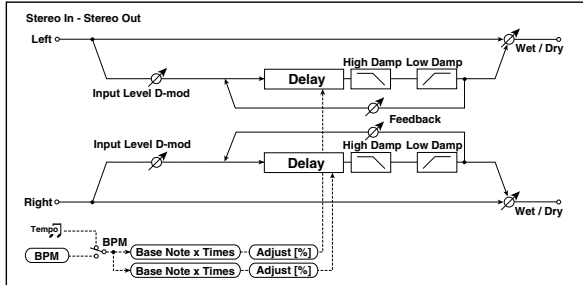 Stereo In - Stereo Out
Left
Wet / Dry
High Damp Low Damp
Delay
Input Level D-mod
Feedback
Input Level D-mod
High Damp Low Damp
Delay
Right
Wet / Dry
Tempo
BPM
BPM
Base Note x Times
Adjust [%]
Base Note x Times
Adjust [%]